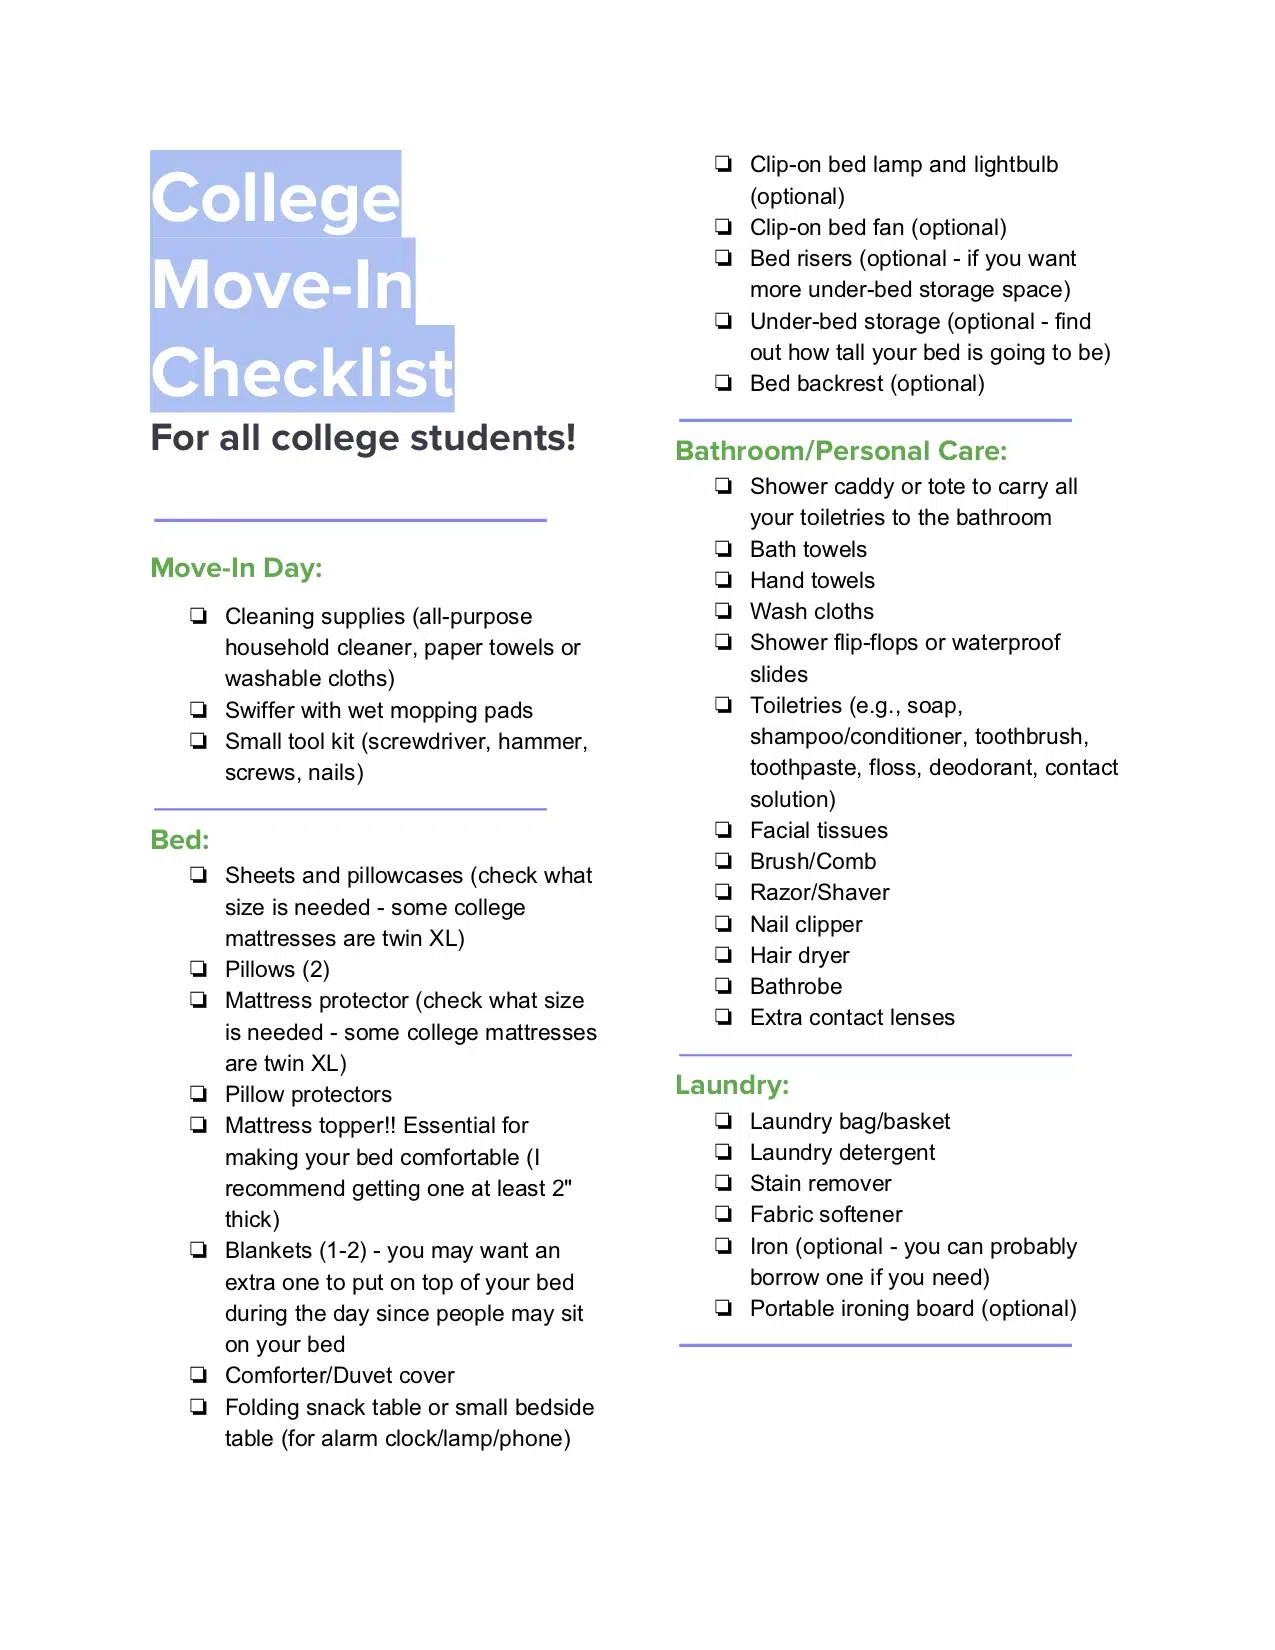 College
Move-In
Checklist
For all college students!
Move-In Day:
❏ Cleaning supplies (all-purpose
household cleaner, paper towels or
washable cloths)
❏ Swiffer with wet mopping pads
❏ Small tool kit (screwdriver, hammer,
screws, nails)
Bed:
❏ Sheets and pillowcases (check what
size is needed - some college
mattresses are twin XL)
❏ Pillows (2)
❏ Mattress protector (check what size
is needed - some college mattresses
are twin XL)
❏ Pillow protectors
❏ Mattress topper!! Essential for
making your bed comfortable (I
recommend getting one at least 2"
thick)
❏ Blankets (1-2) - you may want an
extra one to put on top of your bed
during the day since people may sit
on your bed
❏ Comforter/Duvet cover
❏ Folding snack table or small bedside
table (for alarm clock/lamp/phone)
❏ Clip-on bed lamp and lightbulb
(optional)
❏ Clip-on bed fan (optional)
❏ Bed risers (optional - if you want
more under-bed storage space)
❏ Under-bed storage (optional - find
out how tall your bed is going to be)
❏ Bed backrest (optional)
Bathroom/Personal Care:
❏ Shower caddy or tote to carry all
your toiletries to the bathroom
❏ Bath towels
❏ Hand towels
❏ Wash cloths
❏ Shower flip-flops or waterproof
slides
❏ Toiletries (e.g., soap,
shampoo/conditioner, toothbrush,
toothpaste, floss, deodorant, contact
solution)
❏ Facial tissues
❏ Brush/Comb
❏ Razor/Shaver
❏ Nail clipper
❏ Hair dryer
❏ Bathrobe
❏ Extra contact lenses
Laundry:
❏ Laundry bag/basket
❏ Laundry detergent
❏ Stain remover
❏ Fabric softener
❏ Iron (optional - you can probably
borrow one if you need)
❏ Portable ironing board (optional)